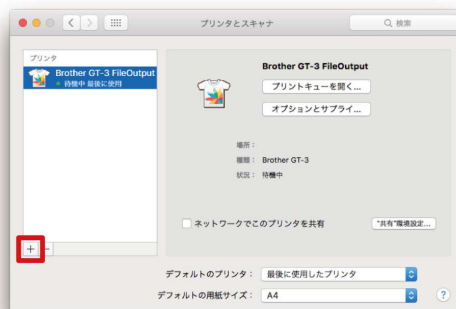 プリンタとスキャナ
検索
プリンタ
Brother GT-3 FileOutput
待機中 最後に使用
+ −
Brother GT-3 FileOutput
プリントキューを開く...
オプションとサプライ...
場所：
種類： Brother GT-3
状況： 待機中
ネットワークでこのプリンタを共有
"共有"環境設定...
デフォルトのプリンタ： 最後に使用したプリンタ
デフォルトの用紙サイズ： A4
?